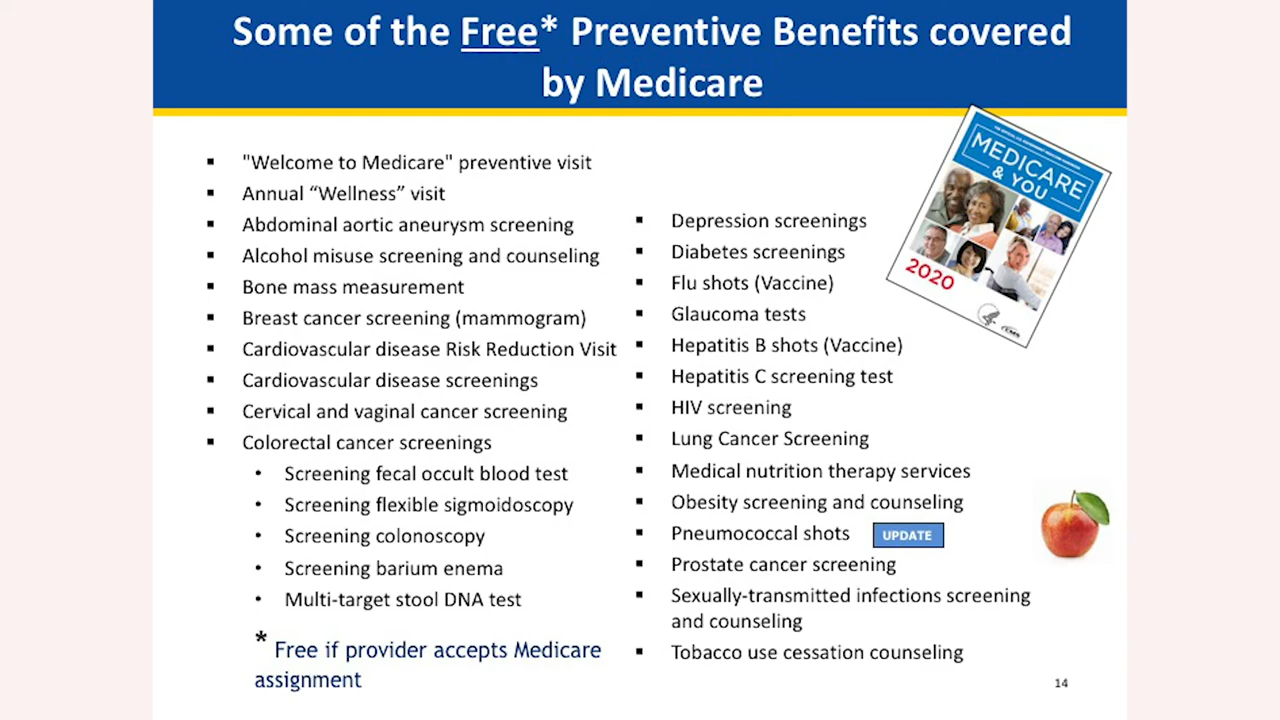 Some of the Free* Preventive Benefits covered
by Medicare
"Welcome to Medicare" preventive visit
Annual “Wellness” visit
Abdominal aortic aneurysm screening
Alcohol misuse screening and counseling
Bone mass measurement
Breast cancer screening (mammogram)
Cardiovascular disease Risk Reduction Visit
Cardiovascular disease screenings
Cervical and vaginal cancer screening
Colorectal cancer screenings
Screening fecal occult blood test
Screening flexible sigmoidoscopy
Screening colonoscopy
Screening barium enema
Multi-target stool DNA test
* Free if provider accepts Medicare
assignment
Depression screenings
Diabetes screenings
Flu shots (Vaccine)
Glaucoma tests
Hepatitis B shots (Vaccine)
Hepatitis C screening test
HIV screening
Lung Cancer Screening
Medical nutrition therapy services
Obesity screening and counseling
Pneumococcal shots UPDATE
Prostate cancer screening
Sexually-transmitted infections screening
and counseling
Tobacco use cessation counseling
MEDICARE
& YOU
2020
CMS
14